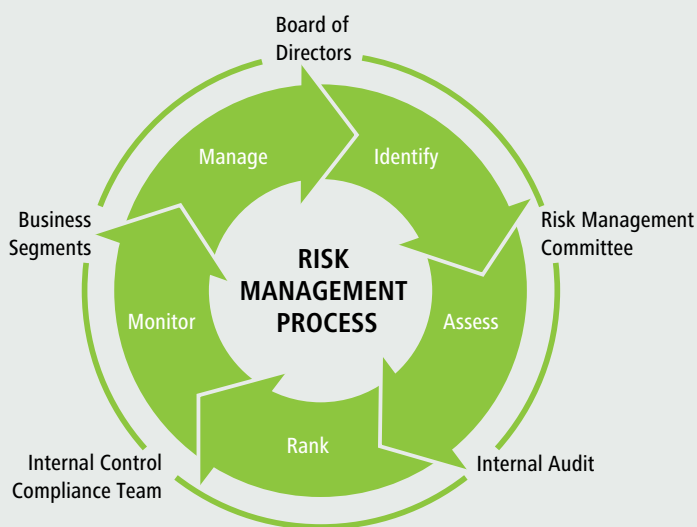 Board of
Directors
Manage
Identify
Business
Segments
Risk Management
Committee
RISK
MANAGEMENT
PROCESS
Monitor
Assess
Rank
Internal Control
Compliance Team
Internal Audit